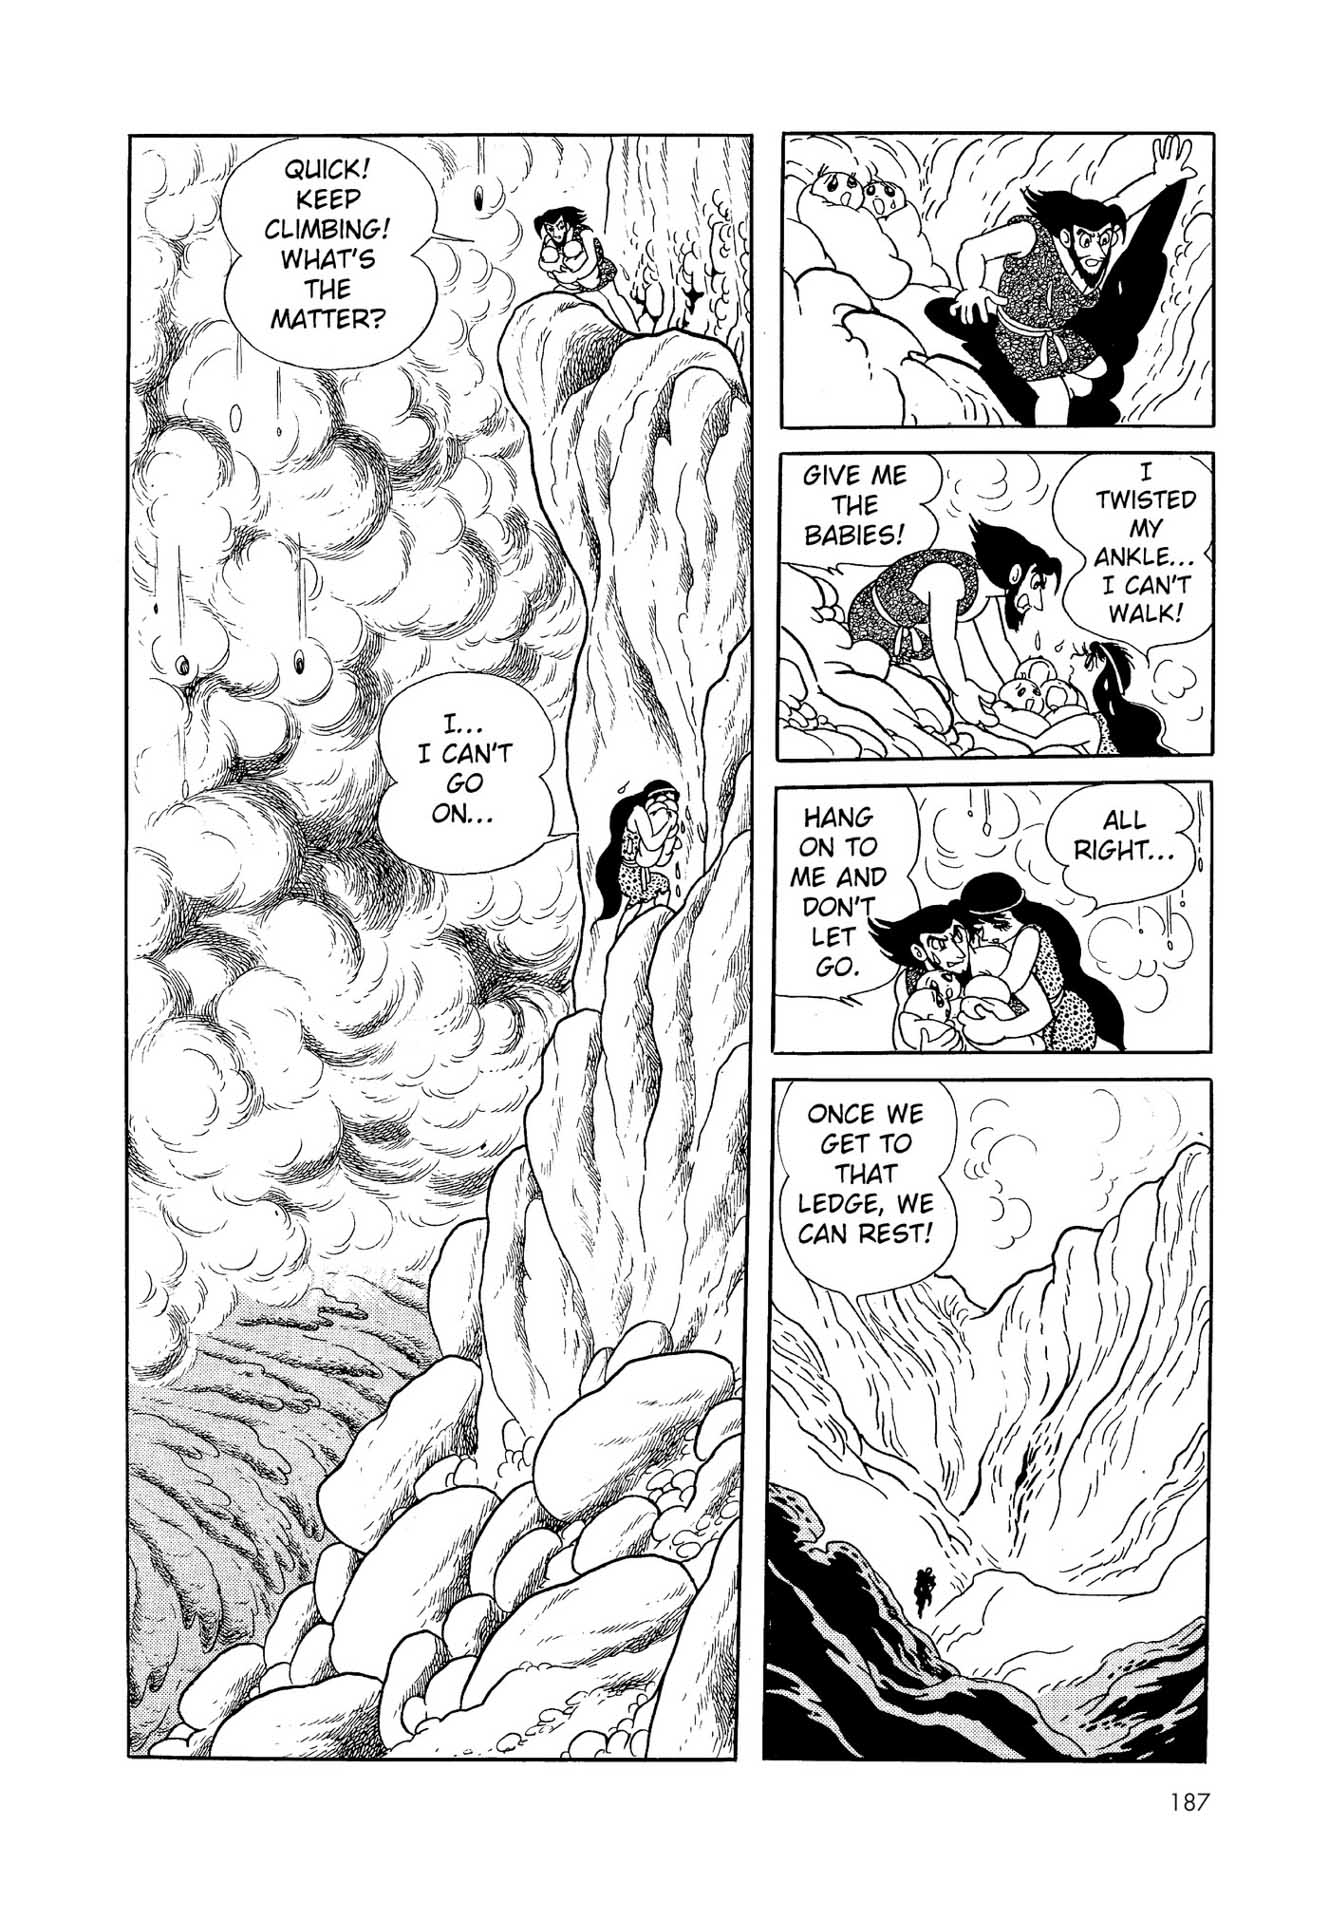 QUICK!
KEEP
CLIMBING!
WHAT'S
THE
MATTER?
I...
I CAN'T
GO
ON...
GIVE ME
THE
BABIES!
I
TWISTED
MY
ANKLE...
I CAN'T
WALK!
HANG
ON TO
ME AND
DON'T
LET
GO.
ALL
RIGHT...
ONCE WE
GET TO
THAT
LEDGE, WE
CAN REST!
187